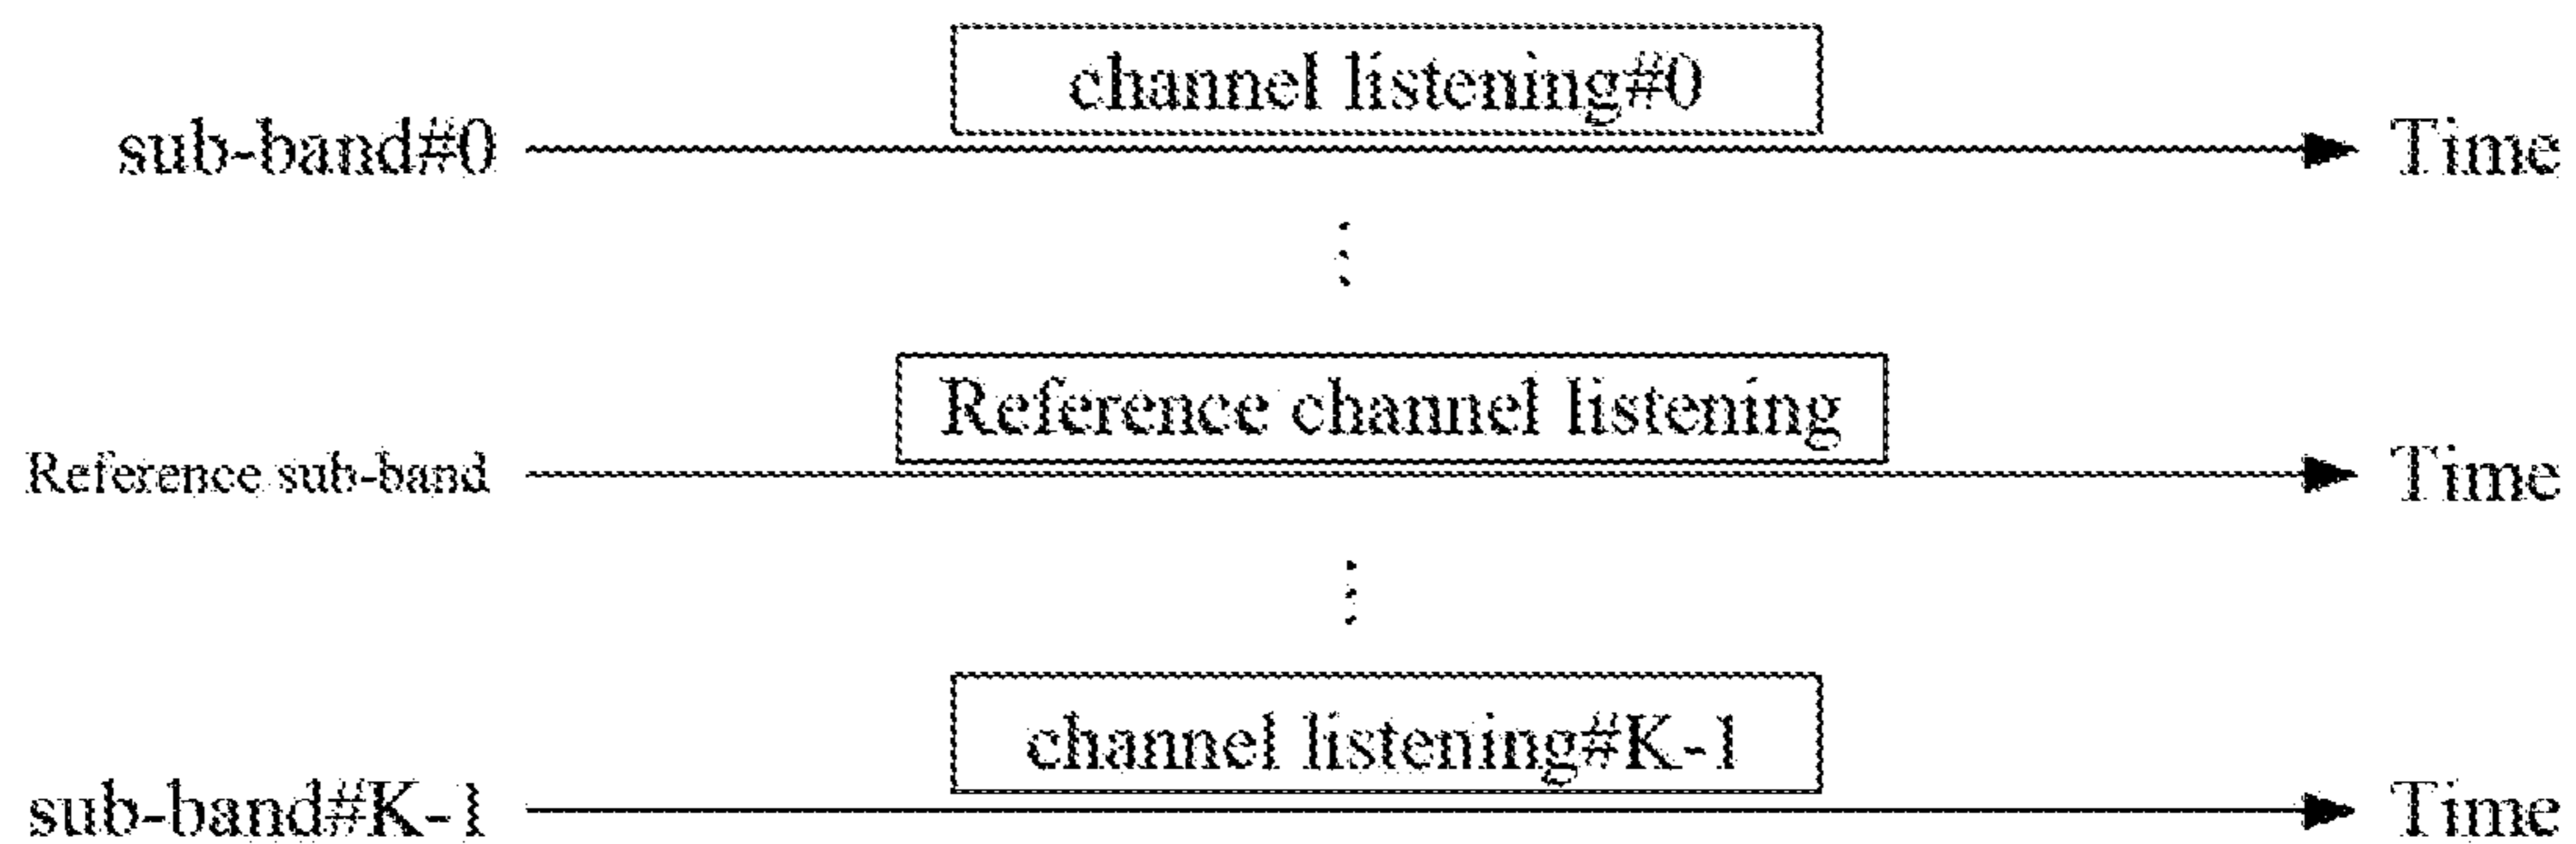 channel listening#0
sub-band#0 Time
Reference channel listening
Reference sub-band Time
channel listening#K-1
sub-band#K-1 Time